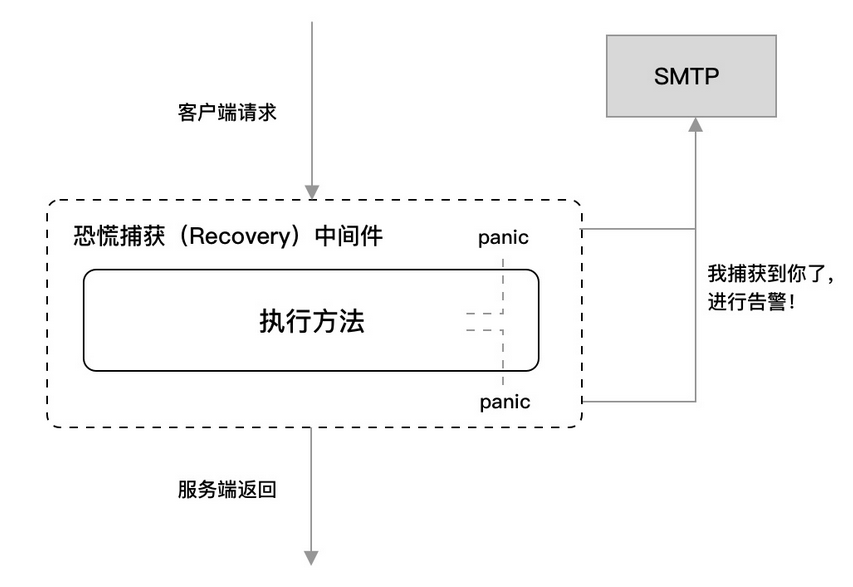 SMTP
客户端请求
恐慌捕获（Recovery）中间件
panic
我捕获到你了，
进行告警！
执行方法
panic
服务端返回